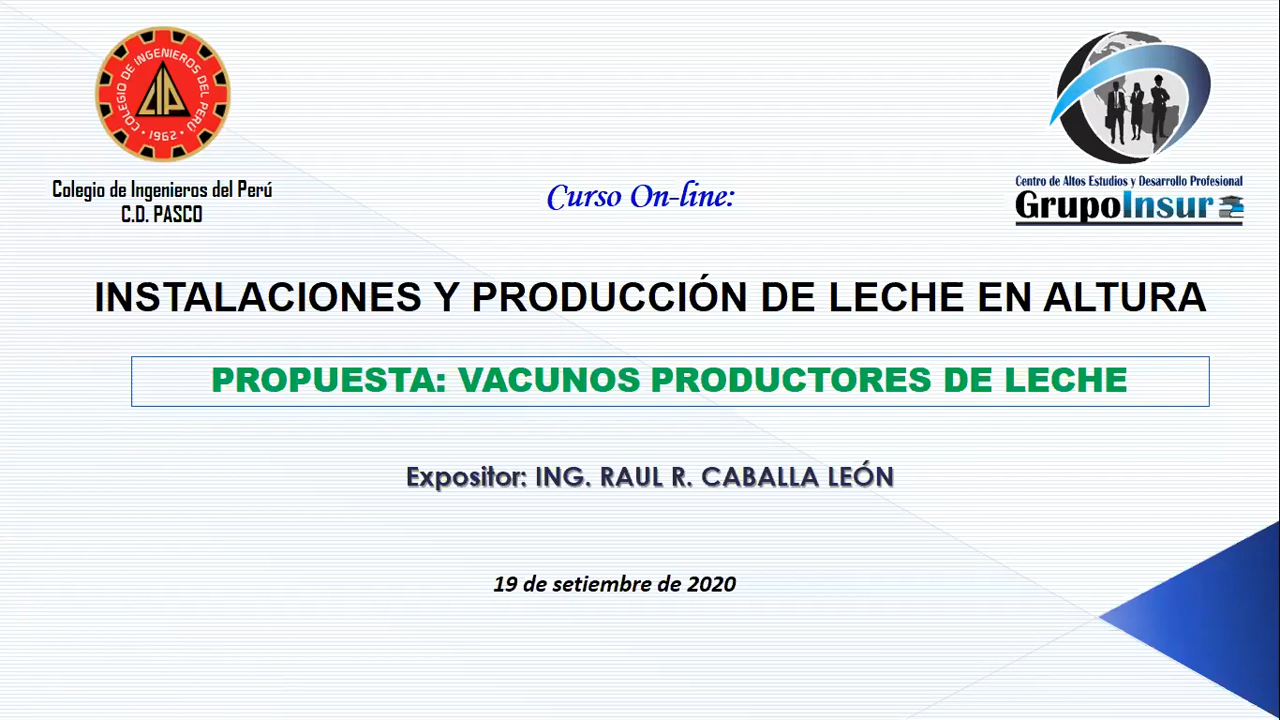 COLEGIO DE INGENIEROS DEL PERÚ
CIP
• 1962 •
Colegio de Ingenieros del Perú
C.D. PASCO
Centro de Altos Estudios y Desarrollo Profesional
GrupoInsur
Curso On-line:
INSTALACIONES Y PRODUCCIÓN DE LECHE EN ALTURA
PROPUESTA: VACUNOS PRODUCTORES DE LECHE
Expositor: ING. RAUL R. CABALLA LEÓN
19 de setiembre de 2020